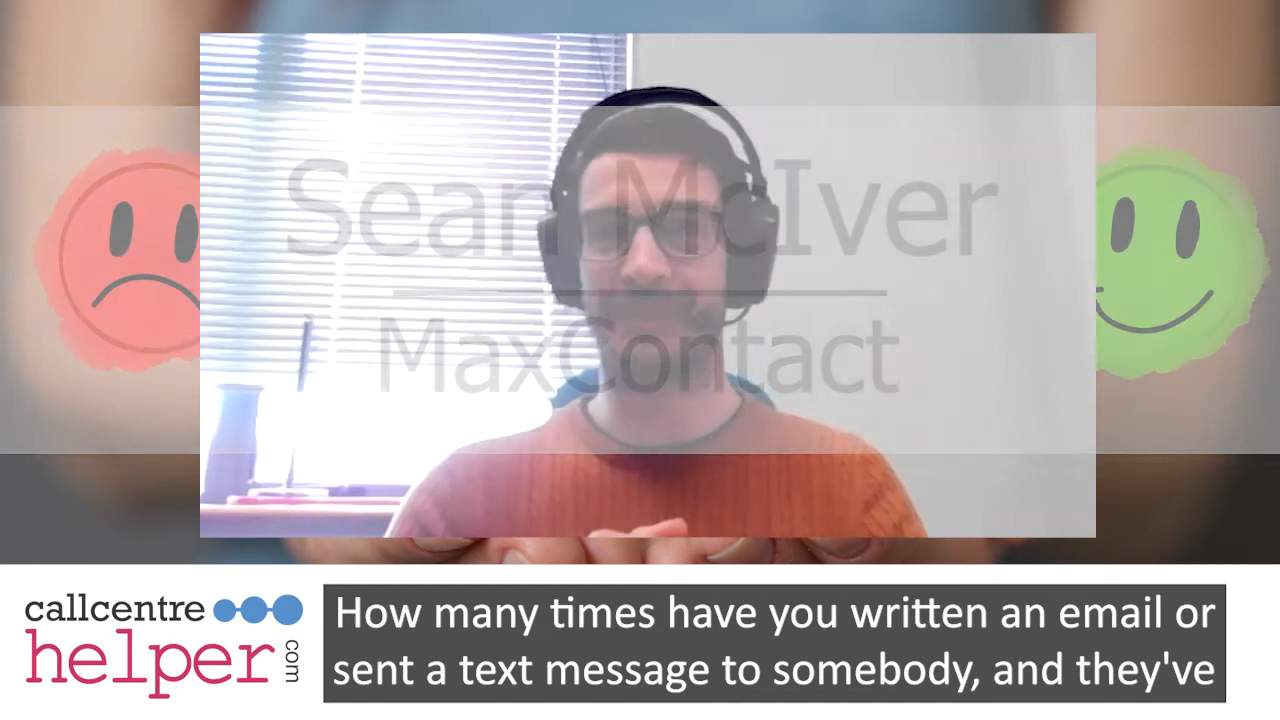 Sean McIver
MaxContact
callcentre
helper
.com
How many times have you written an email or
sent a text message to somebody, and they've